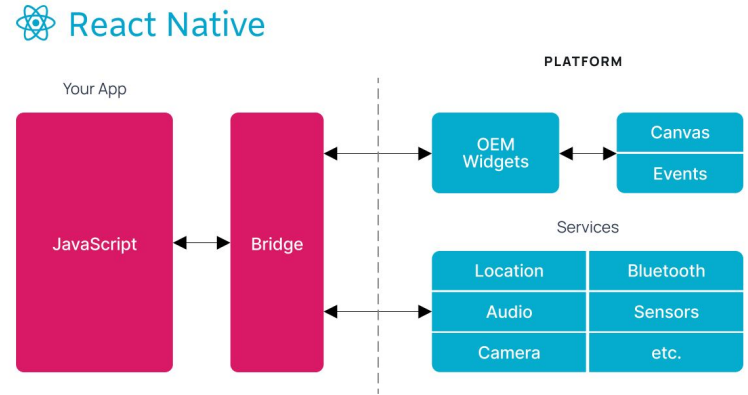 React Native
PLATFORM
Your App
JavaScript
Bridge
OEM
Widgets
Canvas
Events
Services
Location
Bluetooth
Audio
Sensors
Camera
etc.